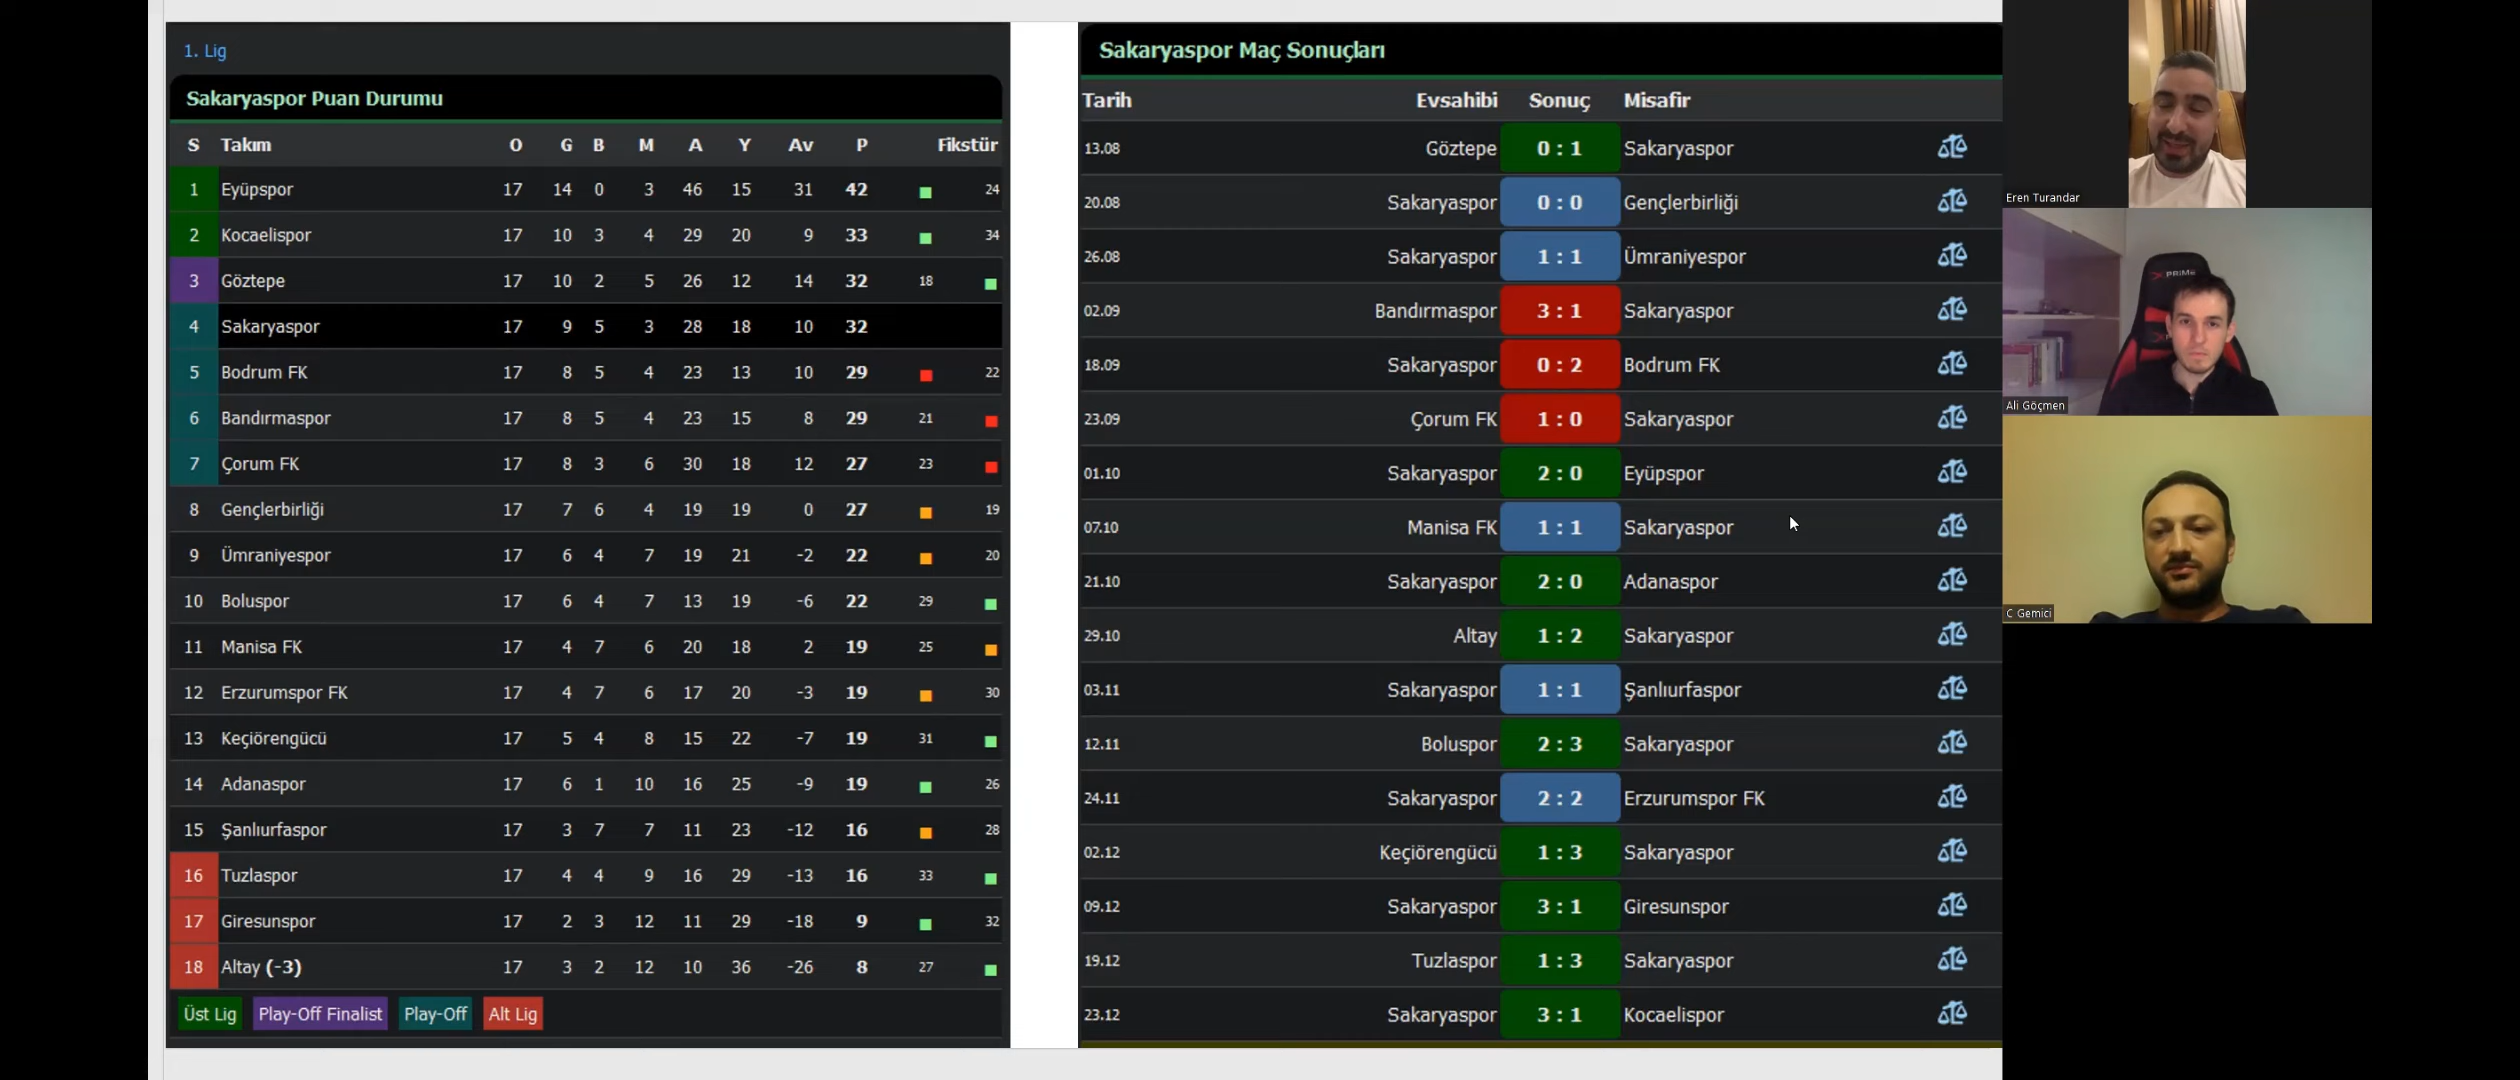 1. Lig
Sakaryaspor Puan Durumu
S Takım O G B M A Y Av P Fikstür
1 Eyüpspor 17 14 0 3 46 15 31 42 24
2 Kocaelispor 17 10 3 4 29 20 9 33 34
3 Göztepe 17 10 2 5 26 12 14 32 18
4 Sakaryaspor 17 9 5 3 28 18 10 32
5 Bodrum FK 17 8 5 4 23 13 10 29 22
6 Bandırmaspor 17 8 5 4 23 15 8 29 21
7 Çorum FK 17 8 3 6 30 18 12 27 23
8 Gençlerbirliği 17 7 6 4 19 19 0 27 19
9 Ümraniyespor 17 6 4 7 19 21 -2 22 20
10 Boluspor 17 6 4 7 13 19 -6 22 29
11 Manisa FK 17 4 7 6 20 18 2 19 25
12 Erzurumspor FK 17 4 7 6 17 20 -3 19 30
13 Keçiörengücü 17 5 4 8 15 22 -7 19 31
14 Adanaspor 17 6 1 10 16 25 -9 19 26
15 Şanlıurfaspor 17 3 7 7 11 23 -12 16 28
16 Tuzlaspor 17 4 4 9 16 29 -13 16 33
17 Giresunspor 17 2 3 12 11 29 -18 9 32
18 Altay (-3) 17 3 2 12 10 36 -26 8 27
Üst Lig Play-Off Finalist Play-Off Alt Lig
Sakaryaspor Maç Sonuçları
Tarih Evsahibi Sonuç Misafir
13.08 Göztepe 0 : 1 Sakaryaspor
20.08 Sakaryaspor 0 : 0 Gençlerbirliği
26.08 Sakaryaspor 1 : 1 Ümraniyespor
02.09 Bandırmaspor 3 : 1 Sakaryaspor
18.09 Sakaryaspor 0 : 2 Bodrum FK
23.09 Çorum FK 1 : 0 Sakaryaspor
01.10 Sakaryaspor 2 : 0 Eyüpspor
07.10 Manisa FK 1 : 1 Sakaryaspor
21.10 Sakaryaspor 2 : 0 Adanaspor
29.10 Altay 1 : 2 Sakaryaspor
03.11 Sakaryaspor 1 : 1 Şanlıurfaspor
12.11 Boluspor 2 : 3 Sakaryaspor
24.11 Sakaryaspor 2 : 2 Erzurumspor FK
02.12 Keçiörengücü 1 : 3 Sakaryaspor
09.12 Sakaryaspor 3 : 1 Giresunspor
19.12 Tuzlaspor 1 : 3 Sakaryaspor
23.12 Sakaryaspor 3 : 1 Kocaelispor
Eren Turandar
XPRİME
Ali Göçmen
C Gemici